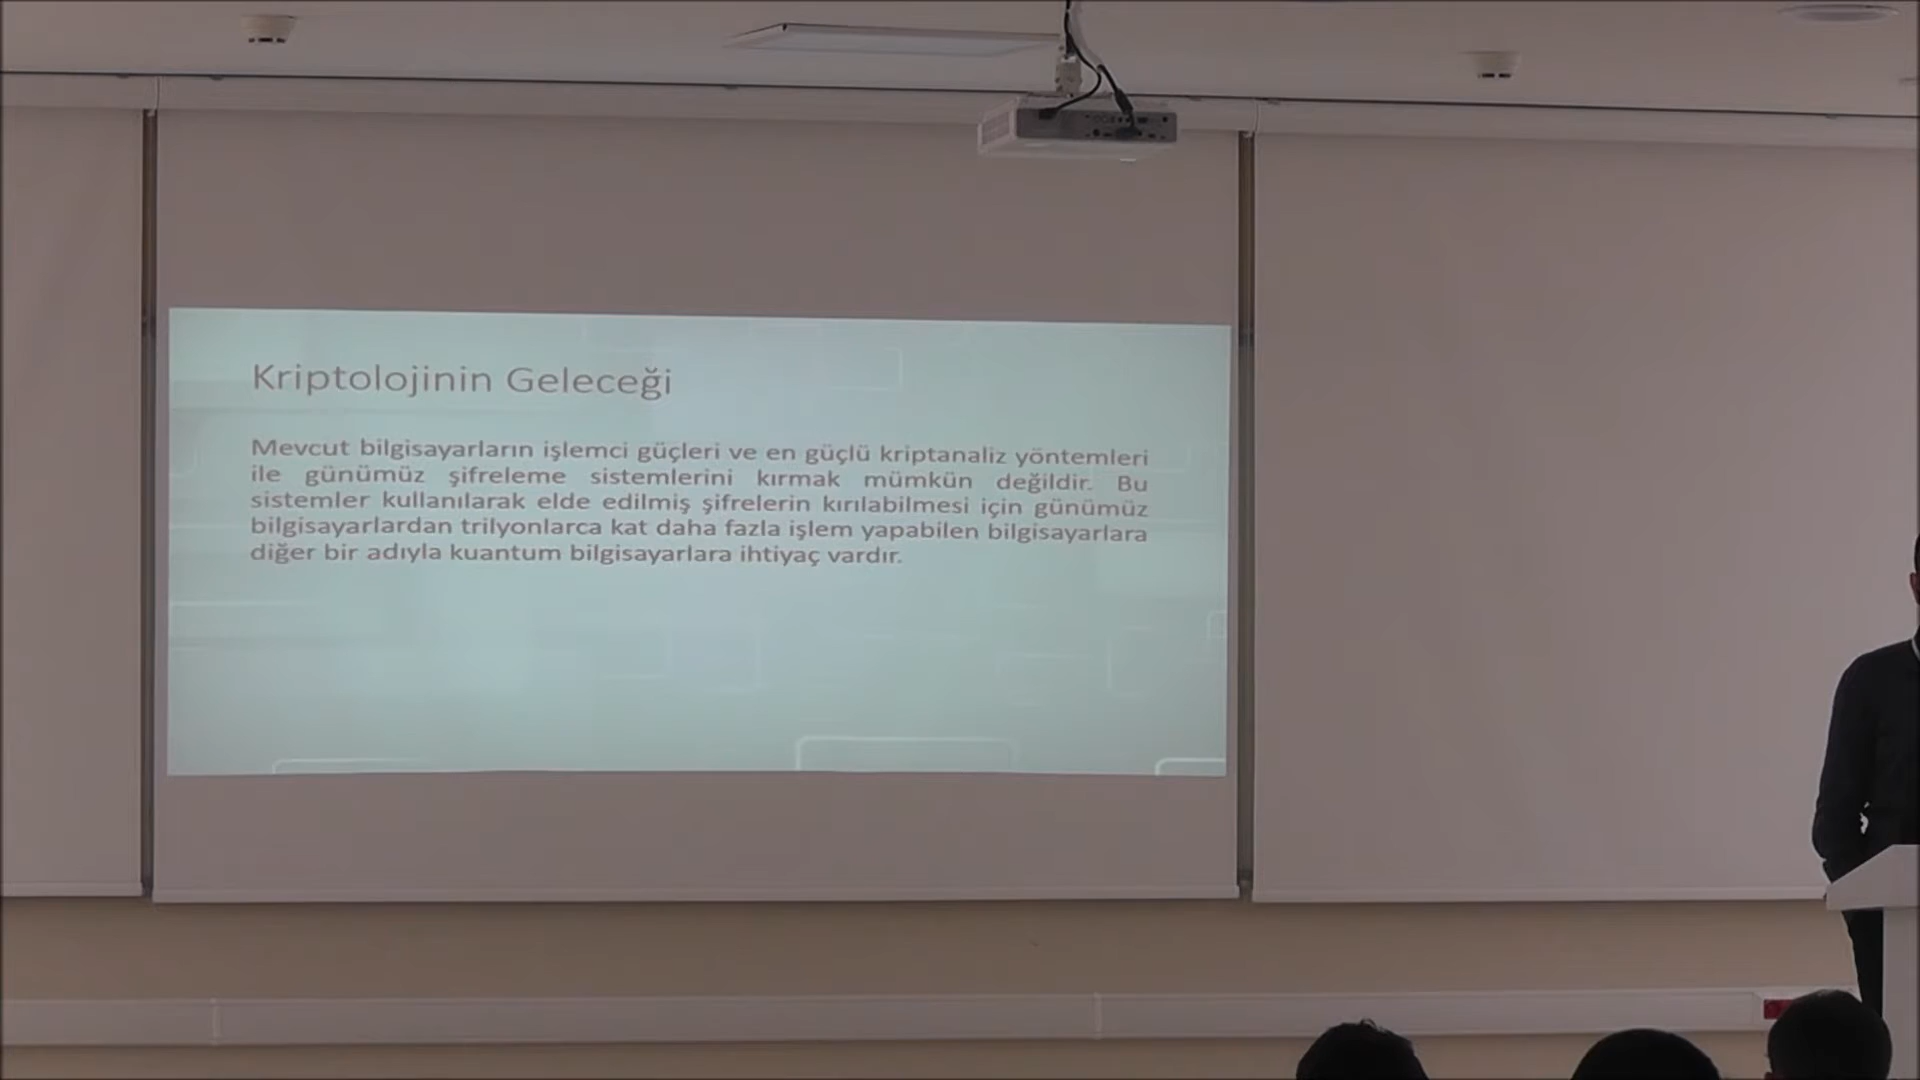 Kriptolojinin Geleceği
Mevcut bilgisayarların işlemci güçleri ve en güçlü kriptanaliz yöntemleri
ile günümüz şifreleme sistemlerini kırmak mümkün değildir. Bu
sistemler kullanılarak elde edilmiş şifrelerin kırılabilmesi için günümüz
bilgisayarlardan trilyonlarca kat daha fazla işlem yapabilen bilgisayarlara
diğer bir adıyla kuantum bilgisayarlara ihtiyaç vardır.